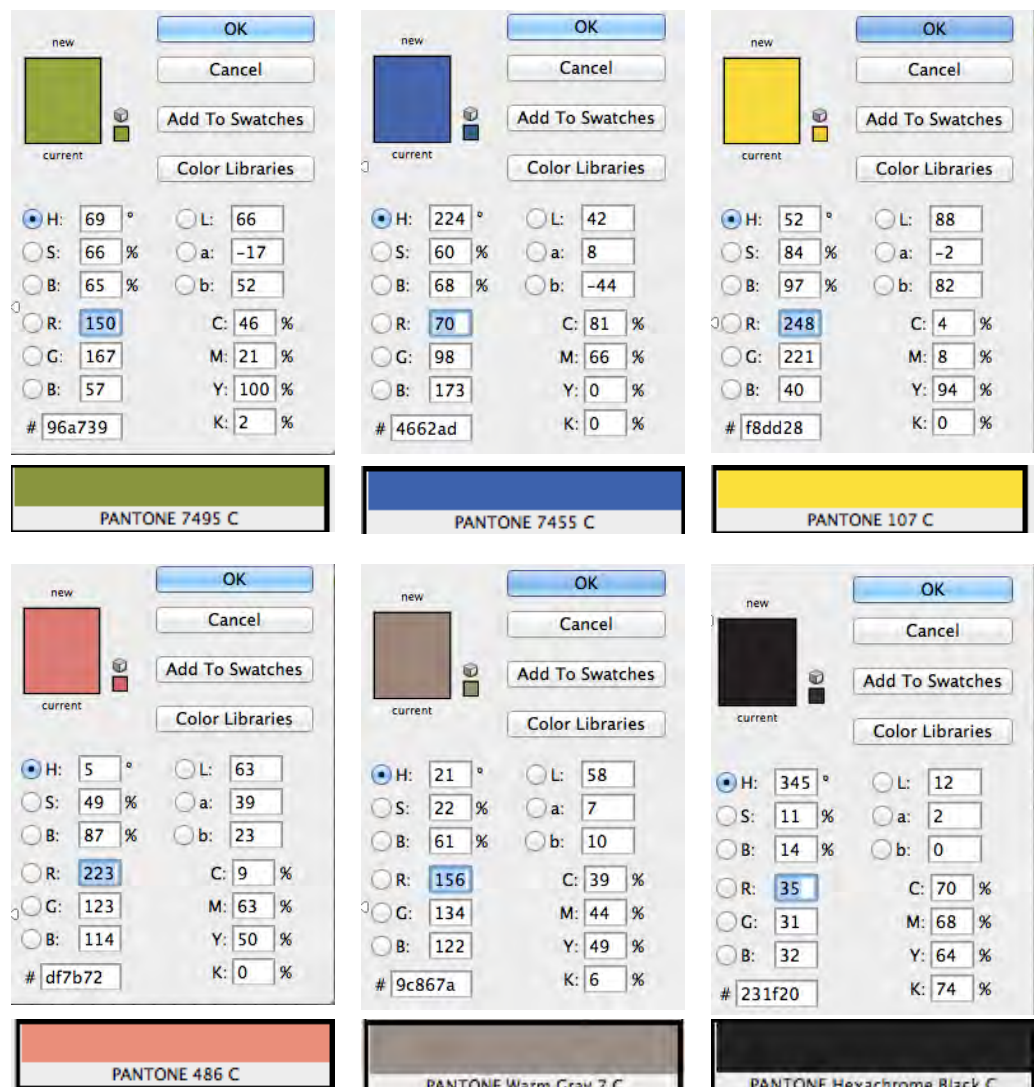 OK
new
Cancel
Add To Swatches
current
Color Libraries
H: 69 ° L: 66
S: 66 % a: -17
B: 65 % b: 52
R: 150 C: 46 %
G: 167 M: 21 %
B: 57 Y: 100 %
# 96a739 K: 2 %
PANTONE 7495 C
OK
new
Cancel
Add To Swatches
current
Color Libraries
H: 224 ° L: 42
S: 60 % a: 8
B: 68 % b: -44
R: 70 C: 81 %
G: 98 M: 66 %
B: 173 Y: 0 %
# 4662ad K: 0 %
PANTONE 7455 C
OK
new
Cancel
Add To Swatches
current
Color Libraries
H: 52 ° L: 88
S: 84 % a: -2
B: 97 % b: 82
R: 248 C: 4 %
G: 221 M: 8 %
B: 40 Y: 94 %
# f8dd28 K: 0 %
PANTONE 107 C
OK
new
Cancel
Add To Swatches
current
Color Libraries
H: 5 ° L: 63
S: 49 % a: 39
B: 87 % b: 23
R: 223 C: 9 %
G: 123 M: 63 %
B: 114 Y: 50 %
# df7b72 K: 0 %
PANTONE 486 C
OK
new
Cancel
Add To Swatches
current
Color Libraries
H: 21 ° L: 58
S: 22 % a: 7
B: 61 % b: 10
R: 156 C: 39 %
G: 134 M: 44 %
B: 122 Y: 49 %
# 9c867a K: 6 %
PANTONE Warm Gray 7 C
OK
new
Cancel
Add To Swatches
current
Color Libraries
H: 345 ° L: 12
S: 11 % a: 2
B: 14 % b: 0
R: 35 C: 70 %
G: 31 M: 68 %
B: 32 Y: 64 %
# 231f20 K: 74 %
PANTONE Hexachrome Black C